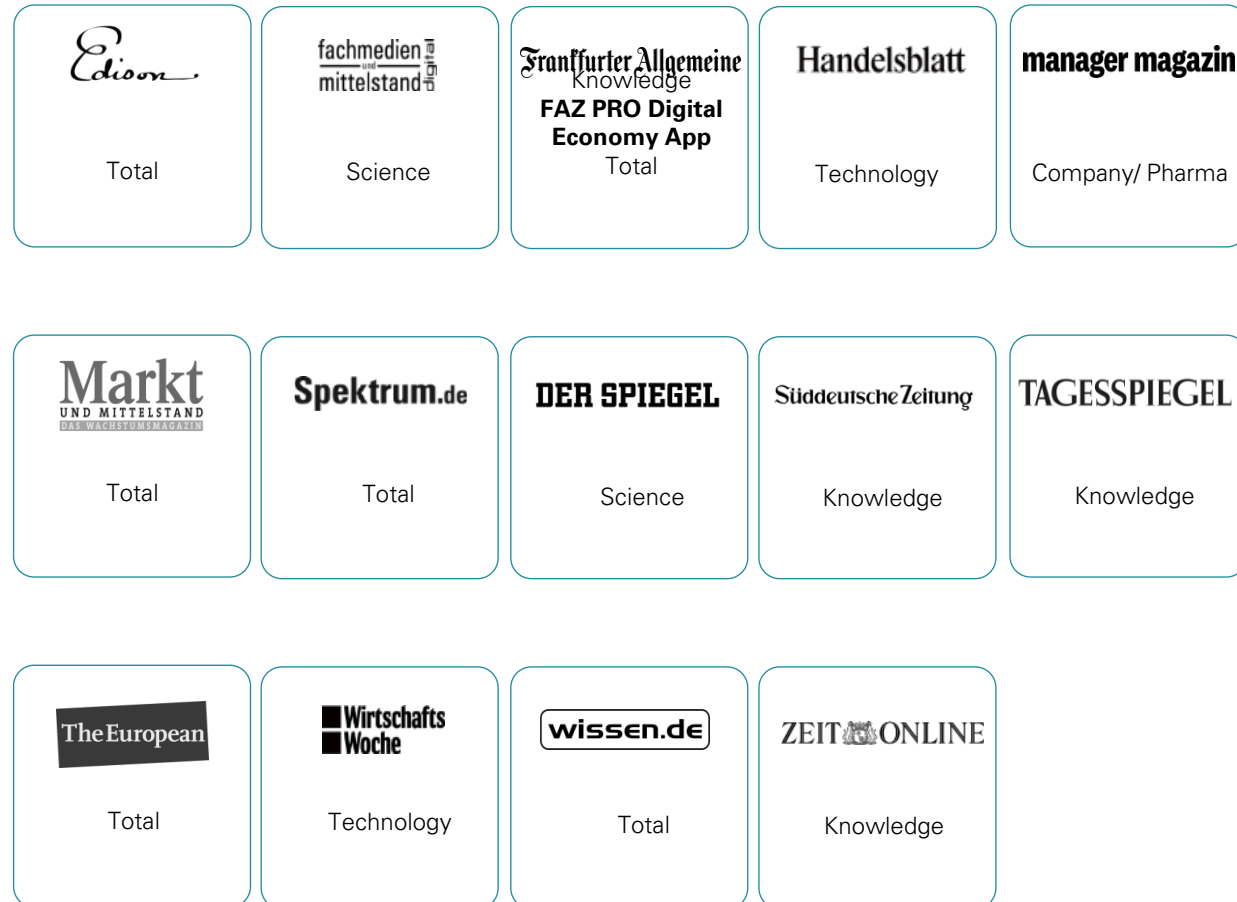 Edison
Total
fachmedien
und
mittelstand
digital
Science
Frankfurter Allgemeine
Knowledge
FAZ PRO Digital
Economy App
Total
Handelsblatt
Technology
manager magazin
Company/ Pharma
Markt
UND MITTELSTAND
DAS WACHSTUMSMAGAZIN
Total
Spektrum.de
Total
DER SPIEGEL
Science
Süddeutsche Zeitung
Knowledge
TAGESSPIEGEL
Knowledge
The European
Total
Wirtschafts
Woche
Technology
wissen.de
Total
ZEIT ONLINE
Knowledge